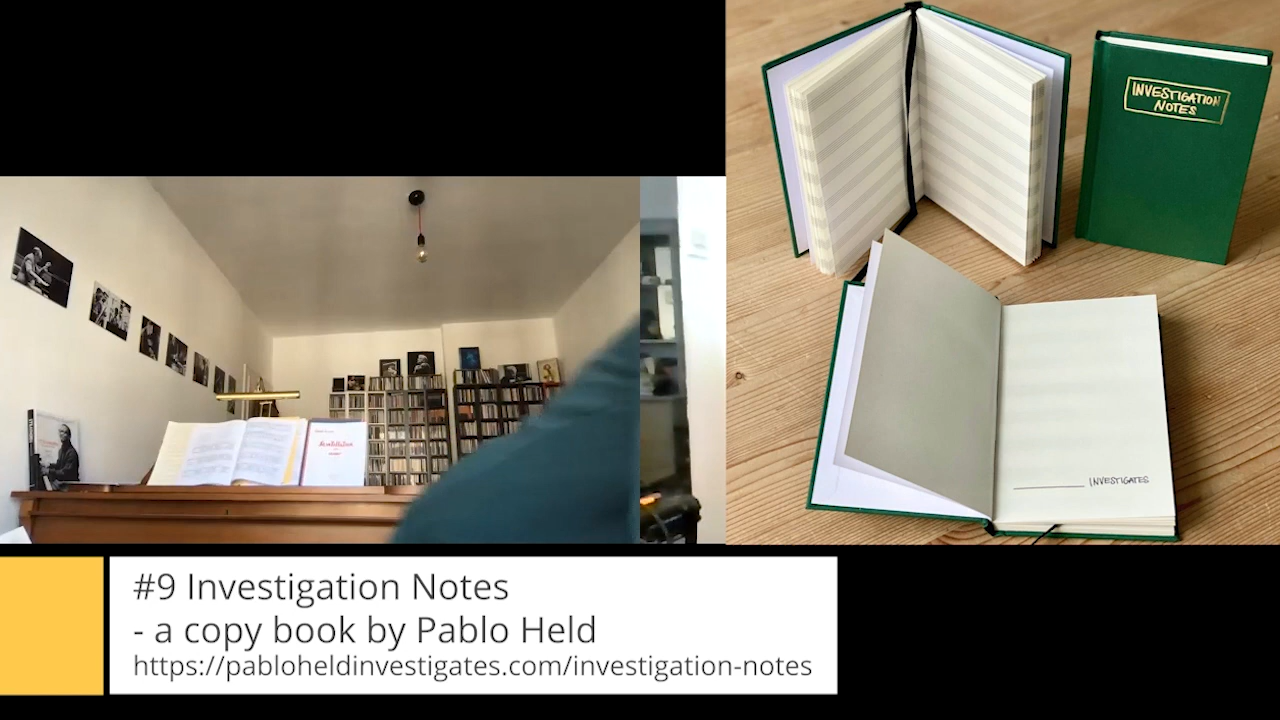 INVESTIGATION
NOTES
INVESTIGATES
#9 Investigation Notes
- a copy book by Pablo Held
https://pabloheldinvestigates.com/investigation-notes